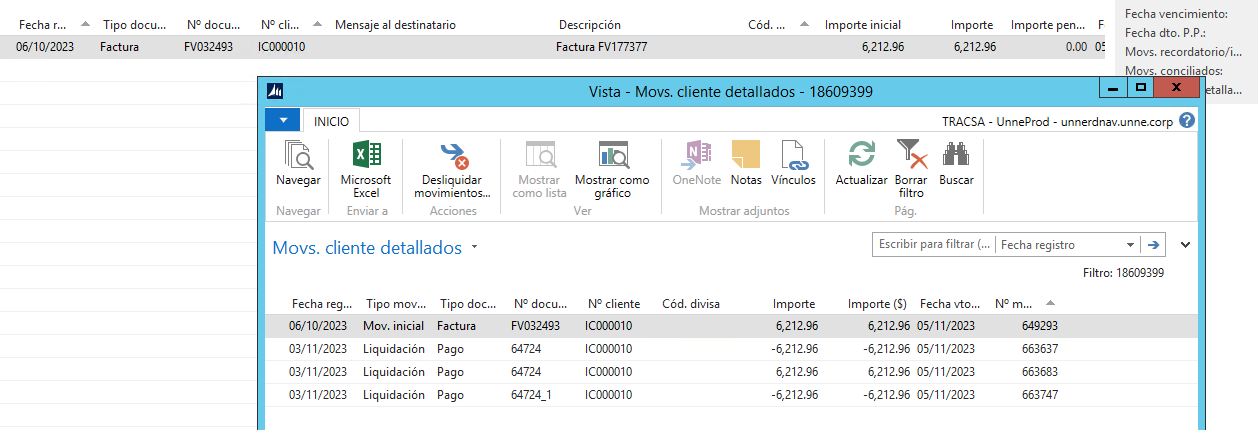 Fecha r... Tipo docu... Nº docu... Nº cli... Mensaje al destinatario Descripción Cód. ... Importe inicial Importe Importe pen... F
06/10/2023 Factura FV032493 IC000010 Factura FV177377 6,212.96 6,212.96 0.00 05
Fecha vencimiento:
Fecha dto. P.P.:
Movs. recordatorio/i...
Movs. conciliados:
etalla...
Vista - Movs. cliente detallados - 18609399
INICIO
TRACSA - UnneProd - unnerdnav.unne.corp
Navegar
Microsoft Excel
Desliquidar movimientos...
Mostrar como lista
Mostrar como gráfico
OneNote
Notas
Vínculos
Actualizar
Borrar filtro
Buscar
Navegar
Enviar a
Acciones
Ver
Mostrar adjuntos
Pág.
Movs. cliente detallados
Escribir para filtrar (... Fecha registro
Filtro: 18609399
Fecha reg... Tipo mov... Tipo doc... Nº docu... Nº cliente Cód. divisa Importe Importe ($) Fecha vto... Nº m...
06/10/2023 Mov. inicial Factura FV032493 IC000010 6,212.96 6,212.96 05/11/2023 649293
03/11/2023 Liquidación Pago 64724 IC000010 -6,212.96 -6,212.96 05/11/2023 663637
03/11/2023 Liquidación Pago 64724 IC000010 6,212.96 6,212.96 05/11/2023 663683
03/11/2023 Liquidación Pago 64724_1 IC000010 -6,212.96 -6,212.96 05/11/2023 663747